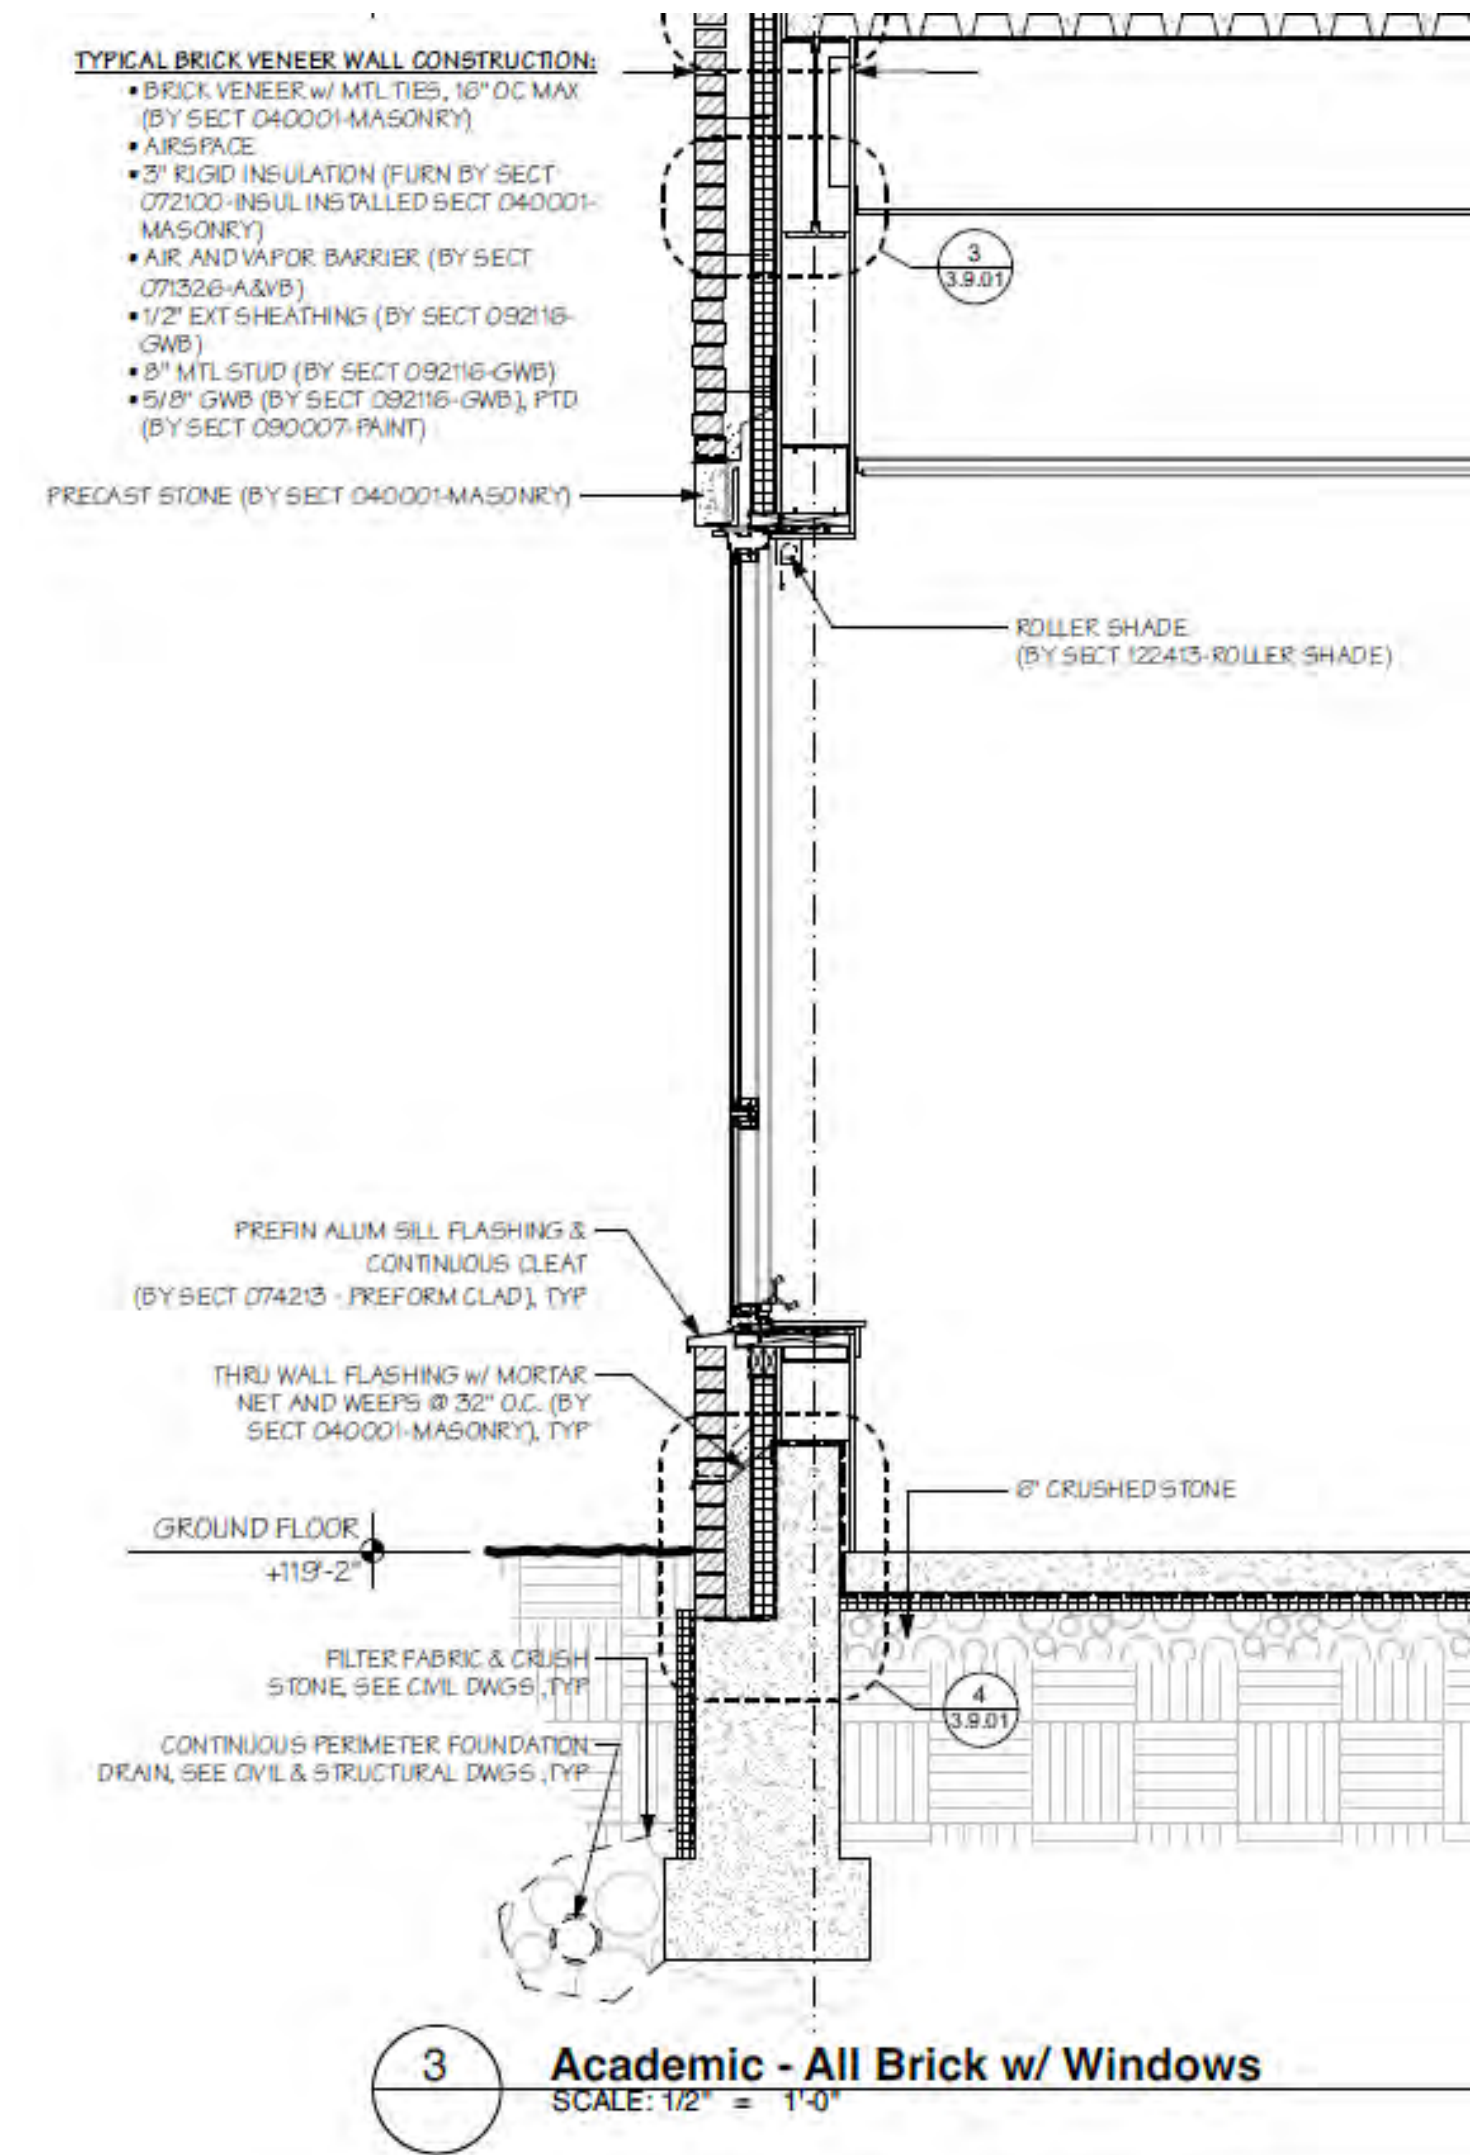 TYPICAL BRICK VENEER WALL CONSTRUCTION:
• BRICK VENEER w/ MTL TIES, 16" OC MAX
(BY SECT 040001-MASONRY)
• AIRSPACE
• 3" RIGID INSULATION (FURN BY SECT
072100-INSUL INSTALLED SECT 040001-
MASONRY)
• AIR AND VAPOR BARRIER (BY SECT
071326-A&VB)
• 1/2" EXT SHEATHING (BY SECT 092116-
GWB)
• 8" MTL STUD (BY SECT 092116-GWB)
• 5/8" GWB (BY SECT 092116-GWB), PTD
(BY SECT 090007-PAINT)
3
3.9.01
PRECAST STONE (BY SECT 040001-MASONRY)
ROLLER SHADE
(BY SECT 122413-ROLLER SHADE)
PREFIN ALUM SILL FLASHING &
CONTINUOUS CLEAT
(BY SECT 074213 - PREFORM CLAD), TYP
THRU WALL FLASHING w/ MORTAR
NET AND WEEPS @ 32" O.C. (BY
SECT 040001-MASONRY), TYP
CRUSHED STONE
GROUND FLOOR
+119'-2"
FILTER FABRIC & CRUSH
STONE, SEE CIVIL DWGS ,TYP
4
3.9.01
CONTINUOUS PERIMETER FOUNDATION
DRAIN, SEE CIVIL & STRUCTURAL DWGS ,TYP
3
Academic - All Brick w/ Windows
SCALE: 1/2" = 1'-0"